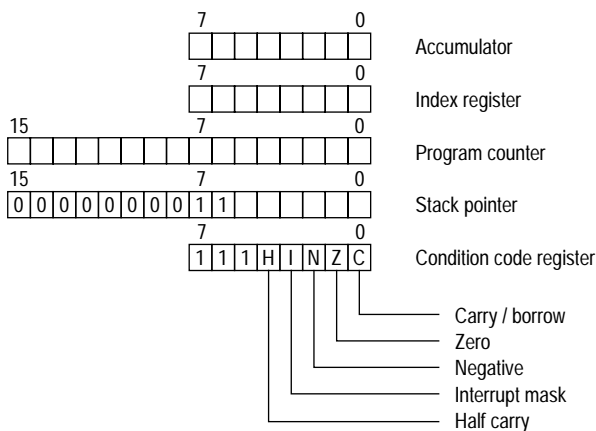 7 0
Accumulator
7 0
Index register
15 7 0
Program counter
15 7 0
0 0 0 0 0 0 0 0 1 1 Stack pointer
7 0
1 1 1 H I N Z C Condition code register
Carry / borrow
Zero
Negative
Interrupt mask
Half carry